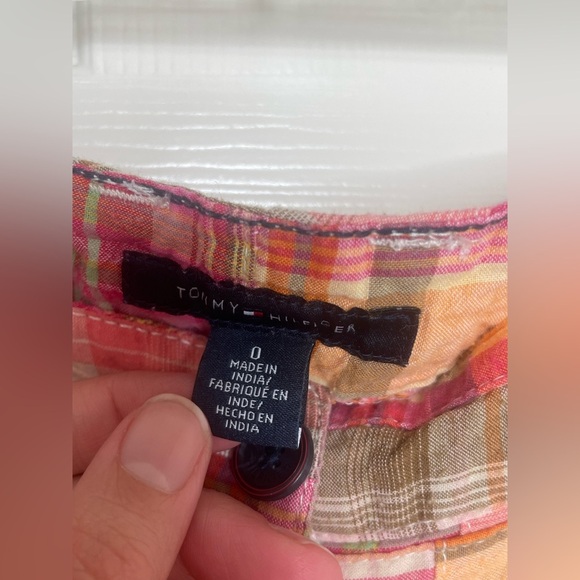 TOMMY HILFIGER
0
MADE IN
INDIA/
FABRIQUÉ EN
INDE/
HECHO EN
INDIA